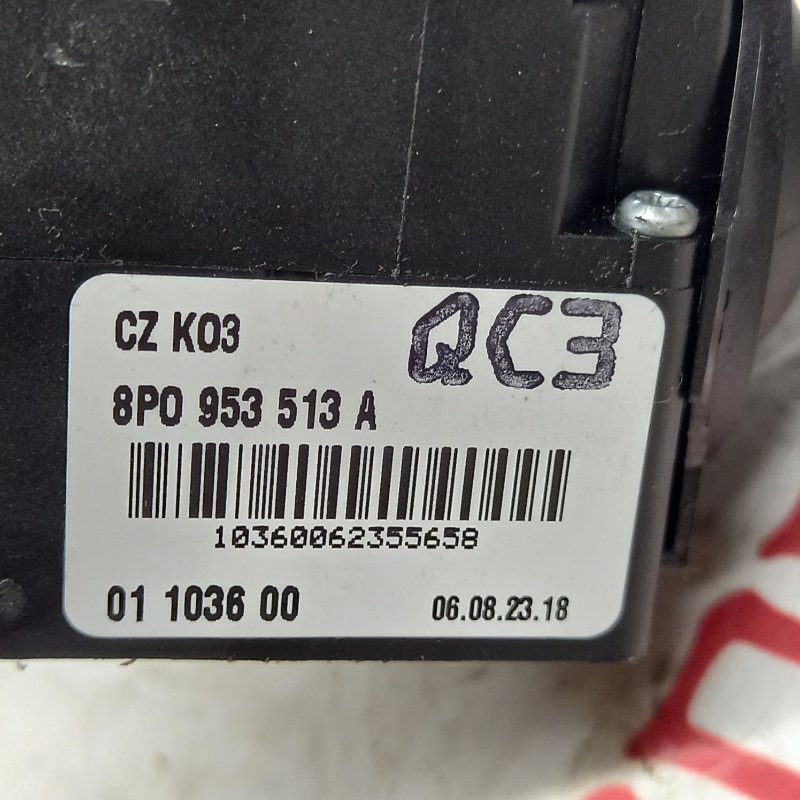 CZ K03
QC3
8P0 953 513 A
10360062355658
01 1036 00
06.08.23.18